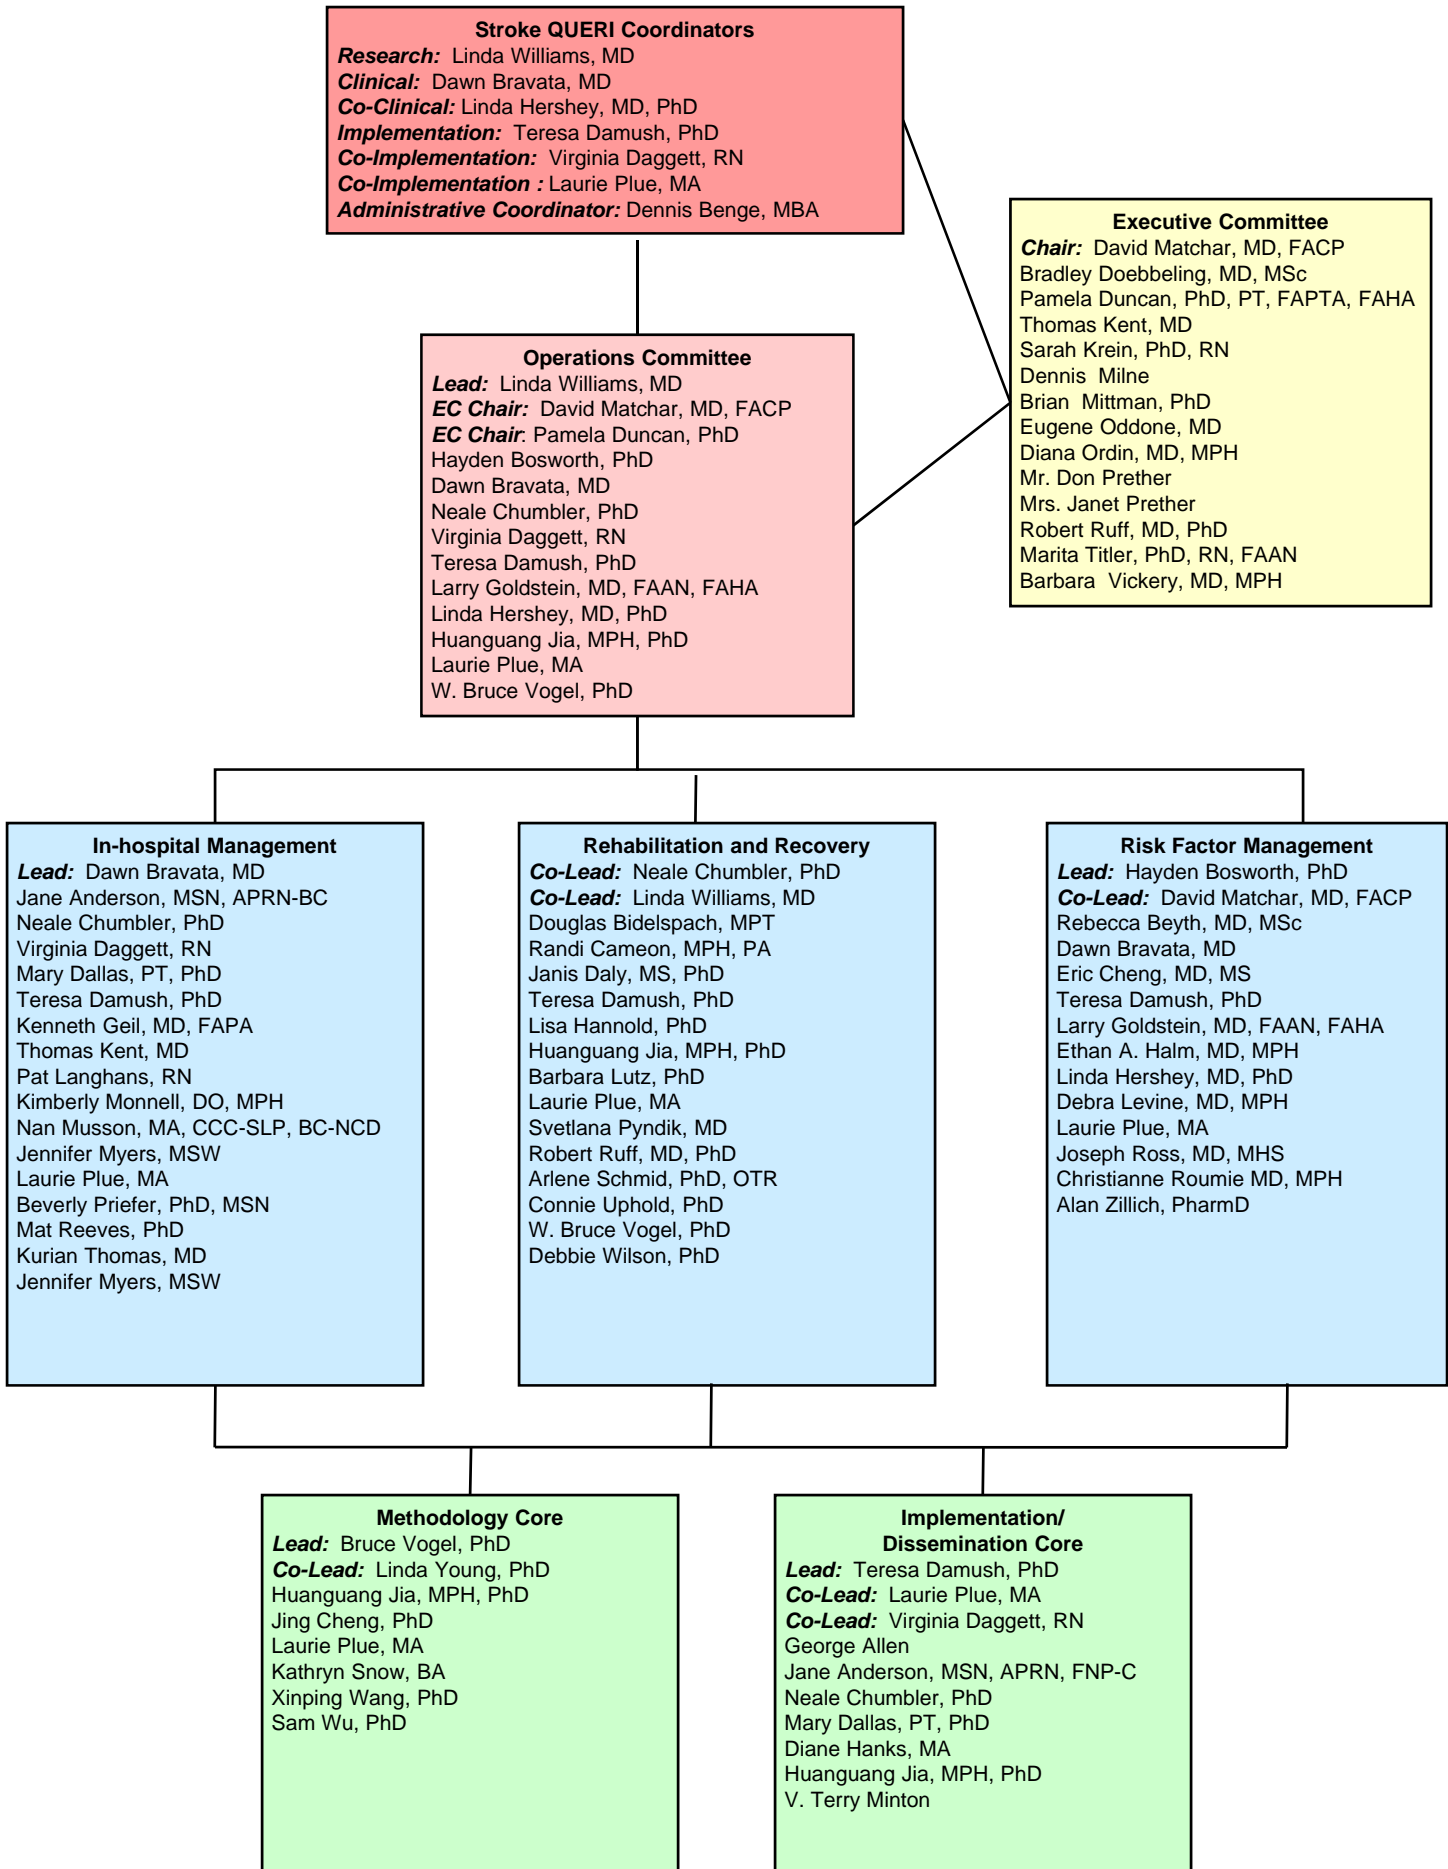 Stroke QUERI Coordinators
Research: Linda Williams, MD
Clinical: Dawn Bravata, MD
Co-Clinical: Linda Hershey, MD, PhD
Implementation: Teresa Damush, PhD
Co-Implementation: Virginia Daggett, RN
Co-Implementation : Laurie Plue, MA
Administrative Coordinator: Dennis Benge, MBA
Executive Committee
Chair: David Matchar, MD, FACP
Bradley Doebbeling, MD, MSc
Pamela Duncan, PhD, PT, FAPTA, FAHA
Thomas Kent, MD
Sarah Krein, PhD, RN
Dennis Milne
Brian Mittman, PhD
Eugene Oddone, MD
Diana Ordin, MD, MPH
Mr. Don Prether
Mrs. Janet Prether
Robert Ruff, MD, PhD
Marita Titler, PhD, RN, FAAN
Barbara Vickery, MD, MPH
Operations Committee
Lead: Linda Williams, MD
EC Chair: David Matchar, MD, FACP
EC Chair: Pamela Duncan, PhD
Hayden Bosworth, PhD
Dawn Bravata, MD
Neale Chumbler, PhD
Virginia Daggett, RN
Teresa Damush, PhD
Larry Goldstein, MD, FAAN, FAHA
Linda Hershey, MD, PhD
Huanguang Jia, MPH, PhD
Laurie Plue, MA
W. Bruce Vogel, PhD
In-hospital Management
Lead: Dawn Bravata, MD
Jane Anderson, MSN, APRN-BC
Neale Chumbler, PhD
Virginia Daggett, RN
Mary Dallas, PT, PhD
Teresa Damush, PhD
Kenneth Geil, MD, FAPA
Thomas Kent, MD
Pat Langhans, RN
Kimberly Monnell, DO, MPH
Nan Musson, MA, CCC-SLP, BC-NCD
Jennifer Myers, MSW
Laurie Plue, MA
Beverly Priefer, PhD, MSN
Mat Reeves, PhD
Kurian Thomas, MD
Jennifer Myers, MSW
Rehabilitation and Recovery
Co-Lead: Neale Chumbler, PhD
Co-Lead: Linda Williams, MD
Douglas Bidelspach, MPT
Randi Cameon, MPH, PA
Janis Daly, MS, PhD
Teresa Damush, PhD
Lisa Hannold, PhD
Huanguang Jia, MPH, PhD
Barbara Lutz, PhD
Laurie Plue, MA
Svetlana Pyndik, MD
Robert Ruff, MD, PhD
Arlene Schmid, PhD, OTR
Connie Uphold, PhD
W. Bruce Vogel, PhD
Debbie Wilson, PhD
Risk Factor Management
Lead: Hayden Bosworth, PhD
Co-Lead: David Matchar, MD, FACP
Rebecca Beyth, MD, MSc
Dawn Bravata, MD
Eric Cheng, MD, MS
Teresa Damush, PhD
Larry Goldstein, MD, FAAN, FAHA
Ethan A. Halm, MD, MPH
Linda Hershey, MD, PhD
Debra Levine, MD, MPH
Laurie Plue, MA
Joseph Ross, MD, MHS
Christianne Roumie MD, MPH
Alan Zillich, PharmD
Methodology Core
Lead: Bruce Vogel, PhD
Co-Lead: Linda Young, PhD
Huanguang Jia, MPH, PhD
Jing Cheng, PhD
Laurie Plue, MA
Kathryn Snow, BA
Xinping Wang, PhD
Sam Wu, PhD
Implementation/
Dissemination Core
Lead: Teresa Damush, PhD
Co-Lead: Laurie Plue, MA
Co-Lead: Virginia Daggett, RN
George Allen
Jane Anderson, MSN, APRN, FNP-C
Neale Chumbler, PhD
Mary Dallas, PT, PhD
Diane Hanks, MA
Huanguang Jia, MPH, PhD
V. Terry Minton